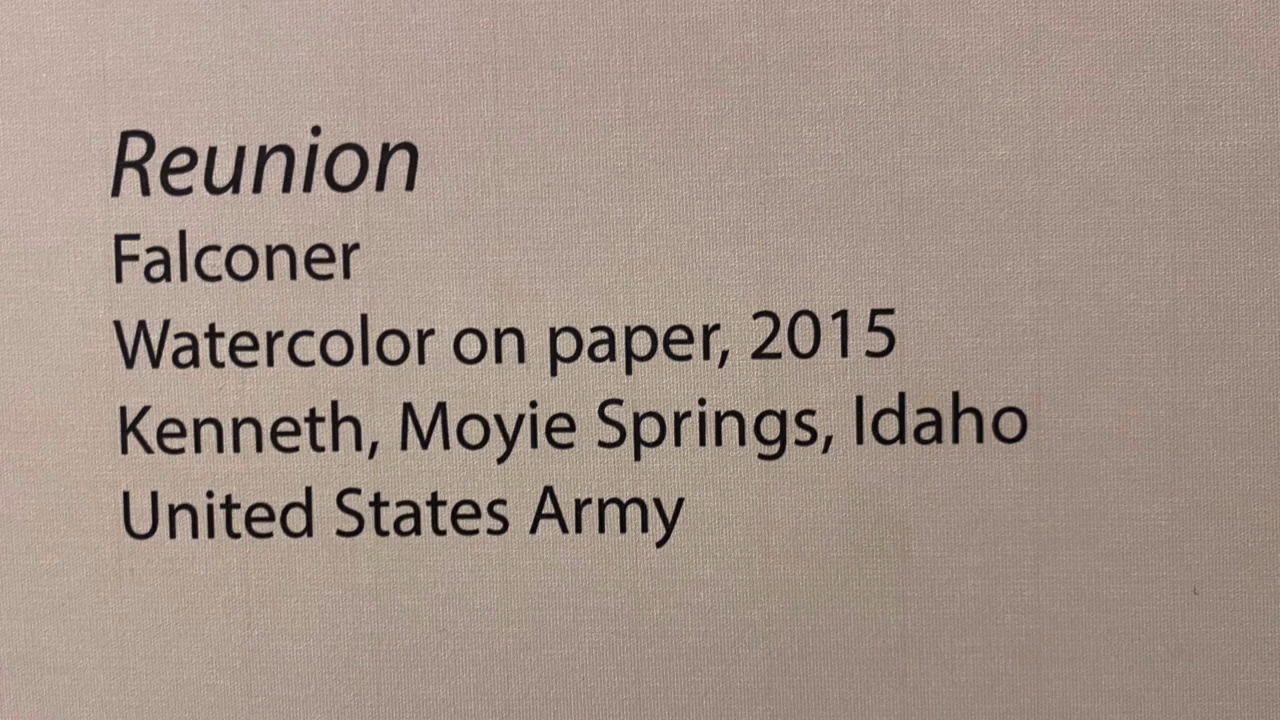 Reunion
Falconer
Watercolor on paper, 2015
Kenneth, Moyie Springs, Idaho
United States Army